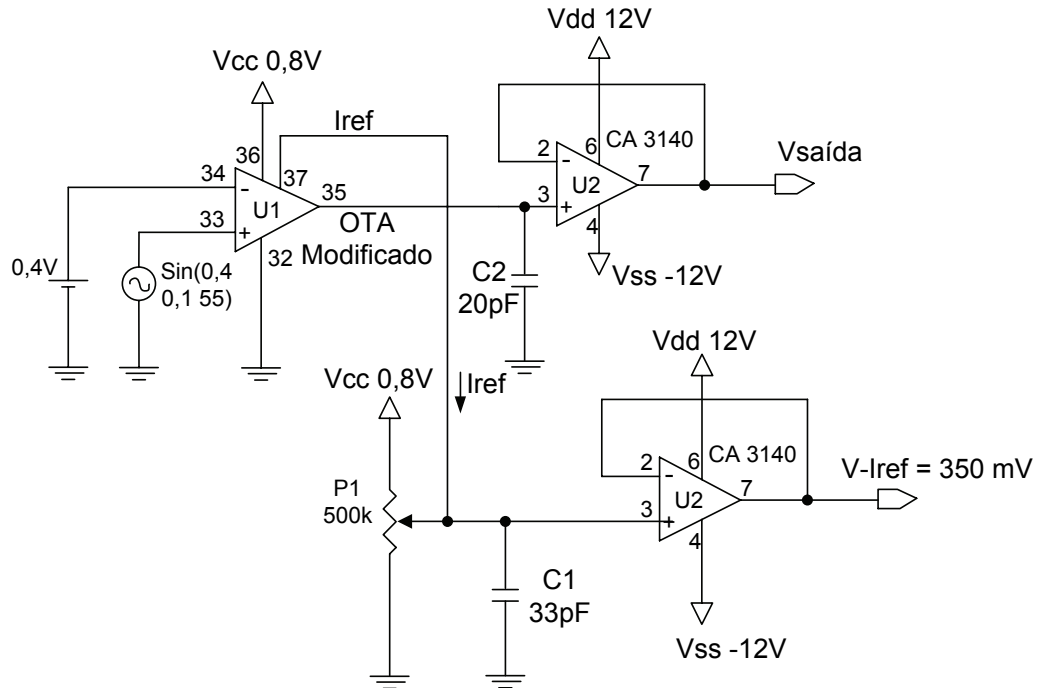 Vdd 12V
Vcc 0,8V
Iref
CA 3140
36
37
34
-
U1
33
+
35
32
OTA
Modificado
2
-
6
U2
7
3
+
4
Vsaída
0,4V
Sin(0,4
0,1 55)
C2
20pF
Vss -12V
Vdd 12V
Vcc 0,8V
Iref
CA 3140
2
-
6
U2
7
3
+
4
V-Iref = 350 mV
P1
500k
C1
33pF
Vss -12V